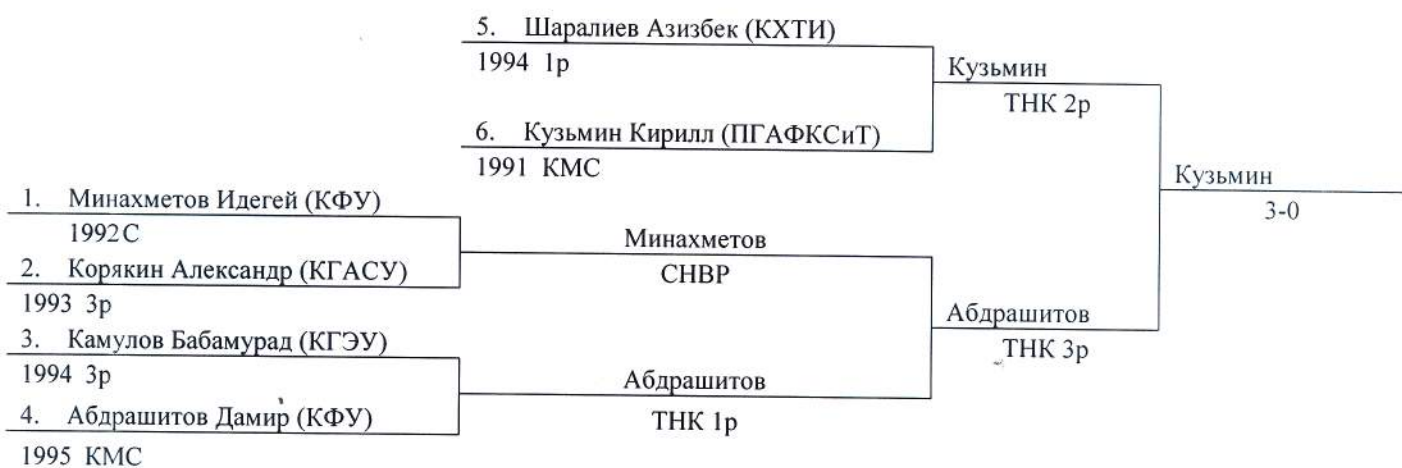 5. Шаралиев Азизбек (КХТИ)
1994 1р
Кузьмин
ТНК 2р
6. Кузьмин Кирилл (ПГАФКСиТ)
1991 КМС
Кузьмин
3-0
1. Минахметов Идегей (КФУ)
1992С
Минахметов
СНВР
2. Корякин Александр (КГАСУ)
1993 3р
Абдрашитов
ТНК 3р
3. Камулов Бабамурад (КГЭУ)
1994 3р
Абдрашитов
ТНК 1р
4. Абдрашитов Дамир (КФУ)
1995 КМС